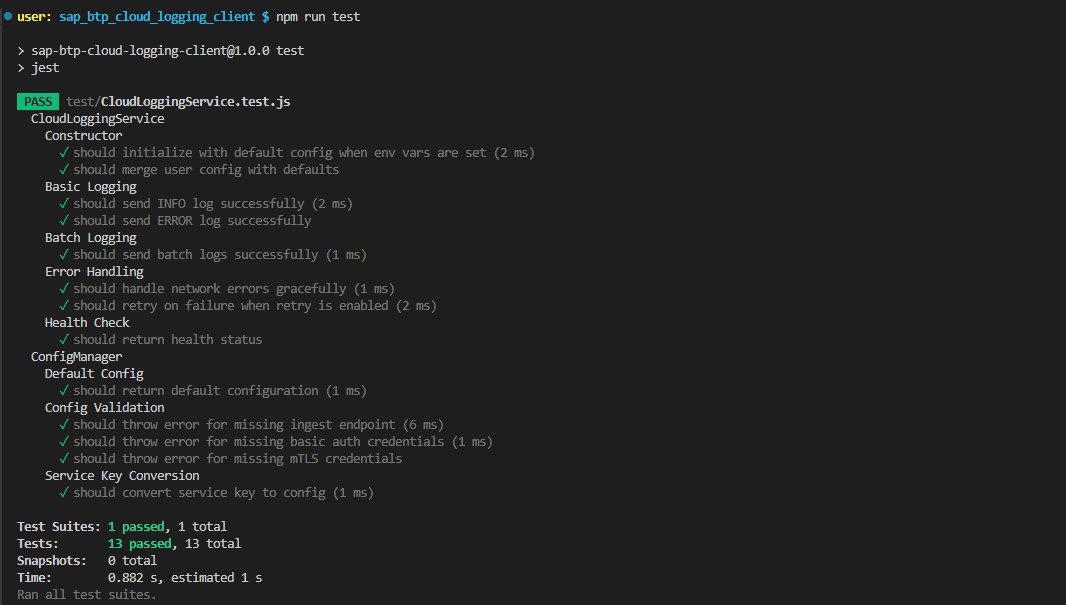 user: sap_btp_cloud_logging_client $ npm run test
> sap-btp-cloud-logging-client@1.0.0 test
> jest
PASS test/CloudLoggingService.test.js
CloudLoggingService
Constructor
✓ should initialize with default config when env vars are set (2 ms)
✓ should merge user config with defaults
Basic Logging
✓ should send INFO log successfully (2 ms)
✓ should send ERROR log successfully
Batch Logging
✓ should send batch logs successfully (1 ms)
Error Handling
✓ should handle network errors gracefully (1 ms)
✓ should retry on failure when retry is enabled (2 ms)
Health Check
✓ should return health status
ConfigManager
Default Config
✓ should return default configuration (1 ms)
Config Validation
✓ should throw error for missing ingest endpoint (6 ms)
✓ should throw error for missing basic auth credentials (1 ms)
✓ should throw error for missing mTLS credentials
Service Key Conversion
✓ should convert service key to config (1 ms)
Test Suites: 1 passed, 1 total
Tests: 13 passed, 13 total
Snapshots: 0 total
Time: 0.882 s, estimated 1 s
Ran all test suites.